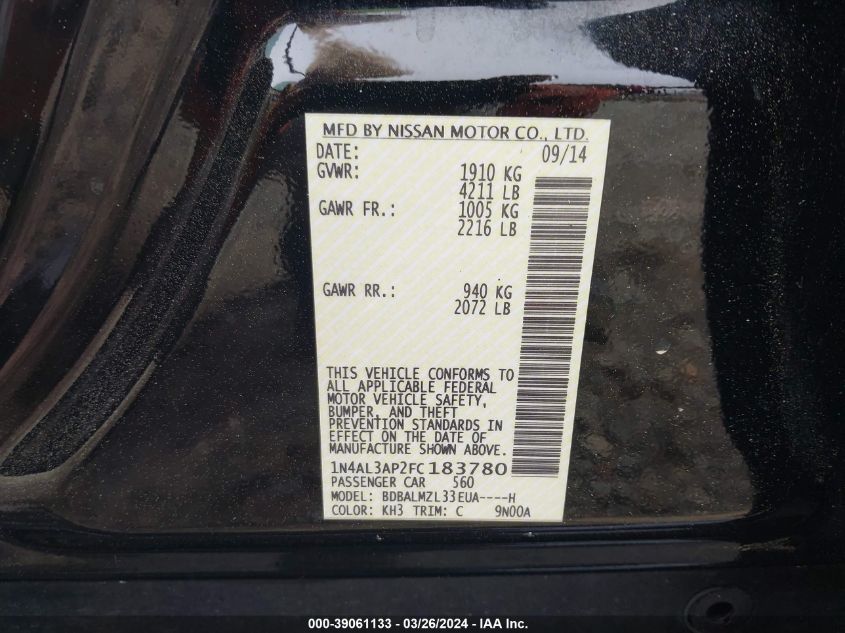 MFD BY NISSAN MOTOR CO., LTD.
DATE: 09/14
GVWR: 1910 KG
4211 LB
GAWR FR.: 1005 KG
2216 LB
GAWR RR.: 940 KG
2072 LB
THIS VEHICLE CONFORMS TO
ALL APPLICABLE FEDERAL
MOTOR VEHICLE SAFETY,
BUMPER, AND THEFT
PREVENTION STANDARDS IN
EFFECT ON THE DATE OF
MANUFACTURE SHOWN ABOVE.
1N4AL3AP2FC183780
PASSENGER CAR 560
MODEL: BDBALMZL33EUA----H
COLOR: KH3 TRIM: C 9N00A
000-39061133 - 03/26/2024 - IAA Inc.